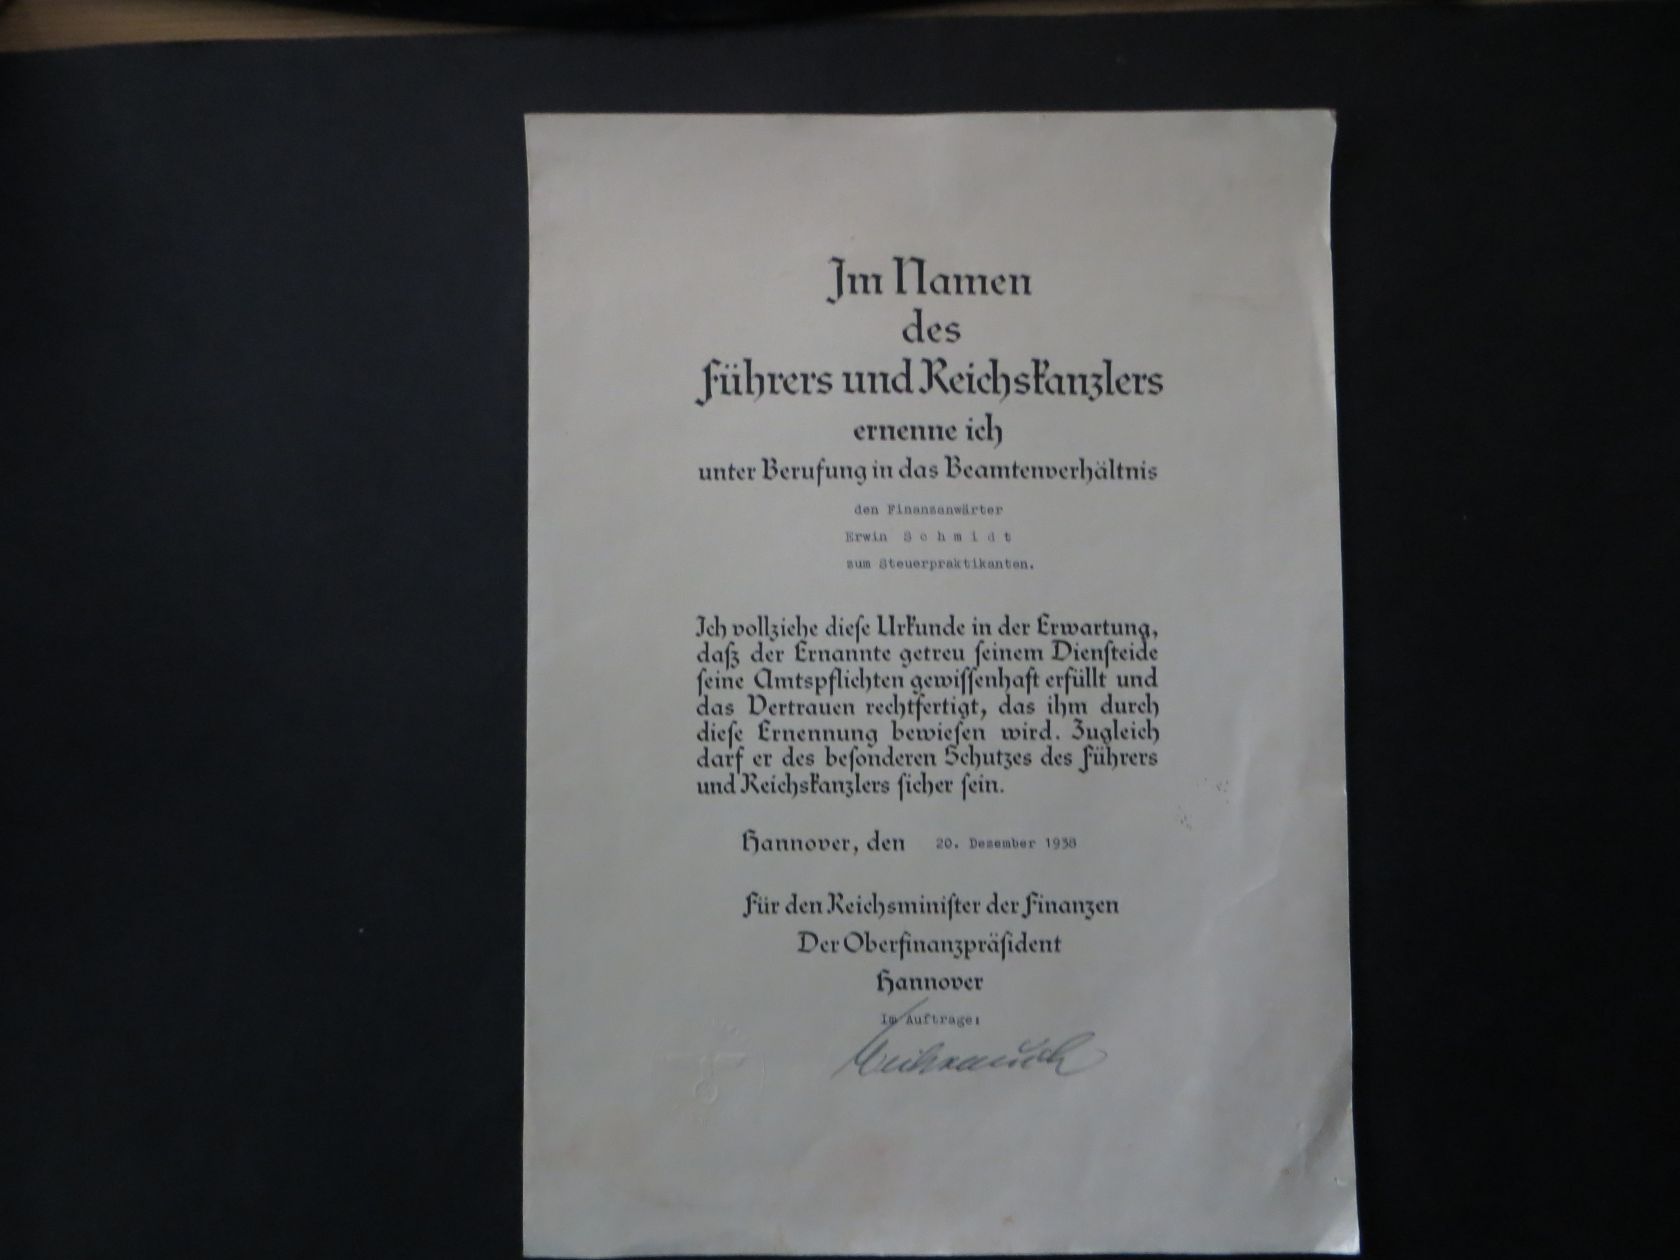 Im Namen
des
Führers und Reichskanzlers
ernenne ich
unter Berufung in das Beamtenverhältnis
den Finanzanwärter
Erwin S c h m i d t
zum Steuerpraktikanten.
Ich vollziehe diese Urkunde in der Erwartung,
daß der Ernannte getreu seinem Diensteide
seine Amtspflichten gewissenhaft erfüllt und
das Vertrauen rechtfertigt, das ihm durch
diese Ernennung bewiesen wird. Zugleich
darf er des besonderen Schutzes des Führers
und Reichskanzlers sicher sein.
Hannover, den 20. Dezember 1938
Für den Reichsminister der Finanzen
Der Oberfinanzpräsident
Hannover
Im Auftrage: